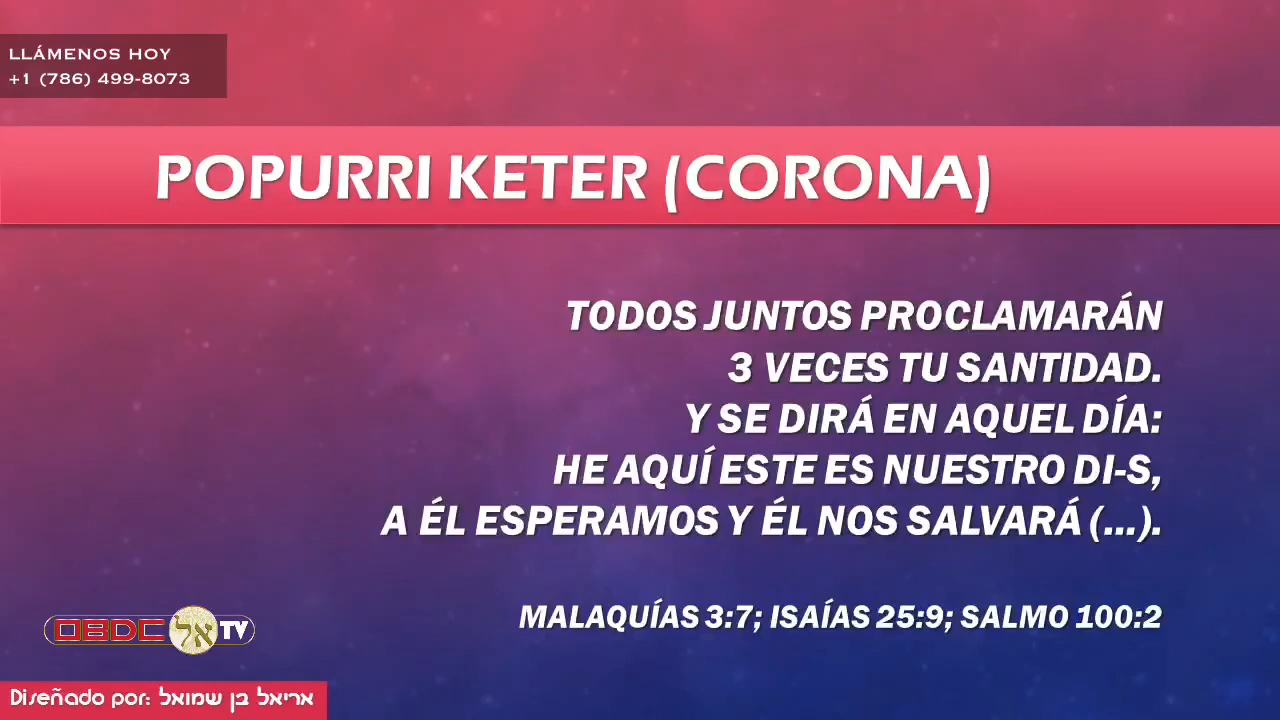 LLÁMENOS HOY
+1 (786) 499-8073
POPURRI KETER (CORONA)
TODOS JUNTOS PROCLAMARÁN
3 VECES TU SANTIDAD.
Y SE DIRÁ EN AQUEL DÍA:
HE AQUÍ ESTE ES NUESTRO DI-S,
A ÉL ESPERAMOS Y ÉL NOS SALVARÁ (...).
MALAQUÍAS 3:7; ISAÍAS 25:9; SALMO 100:2
OBDC אל TV
Diseñado por: אריאל בן שמואל